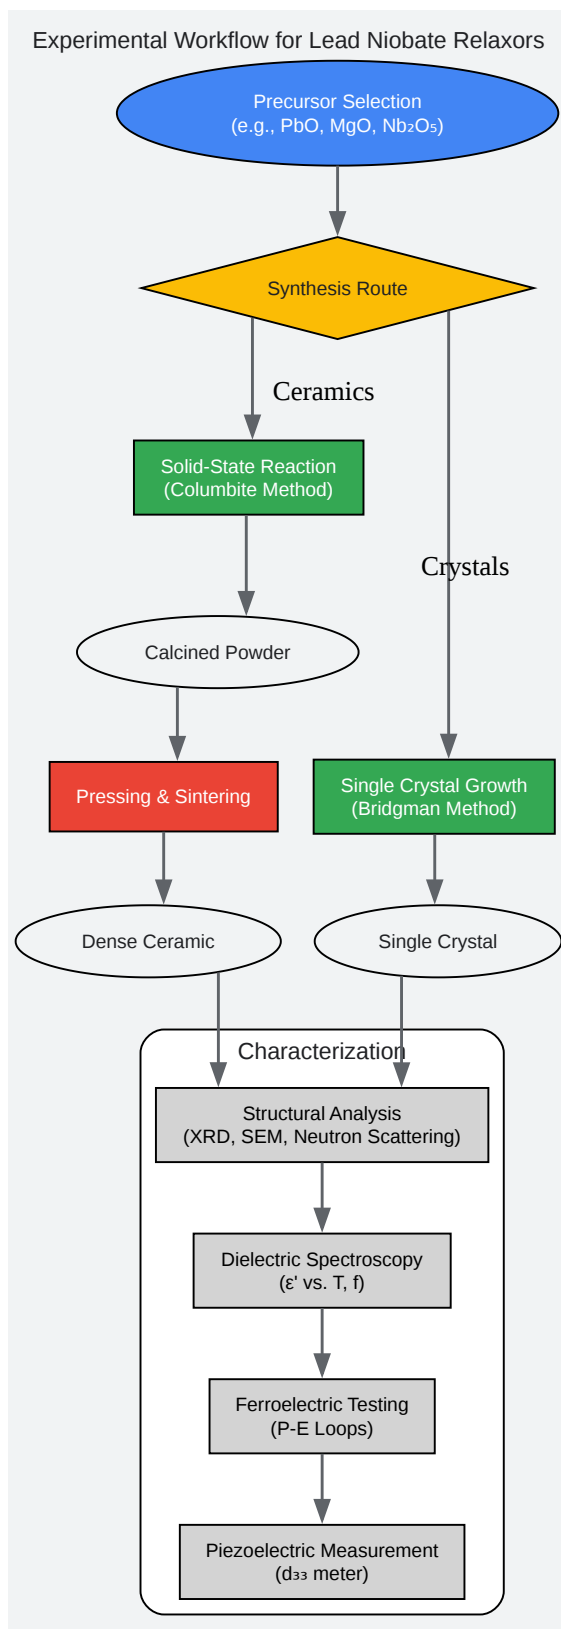 Experimental Workflow for Lead Niobate Relaxors
Precursor Selection
(e.g., PbO, MgO, Nb₂O₅)
Synthesis Route
Ceramics
Solid-State Reaction
(Columbite Method)
Crystals
Calcined Powder
Pressing & Sintering
Single Crystal Growth
(Bridgman Method)
Dense Ceramic
Single Crystal
Characterization
Structural Analysis
(XRD, SEM, Neutron Scattering)
Dielectric Spectroscopy
(ε' vs. T, f)
Ferroelectric Testing
(P-E Loops)
Piezoelectric Measurement
(d₃₃ meter)